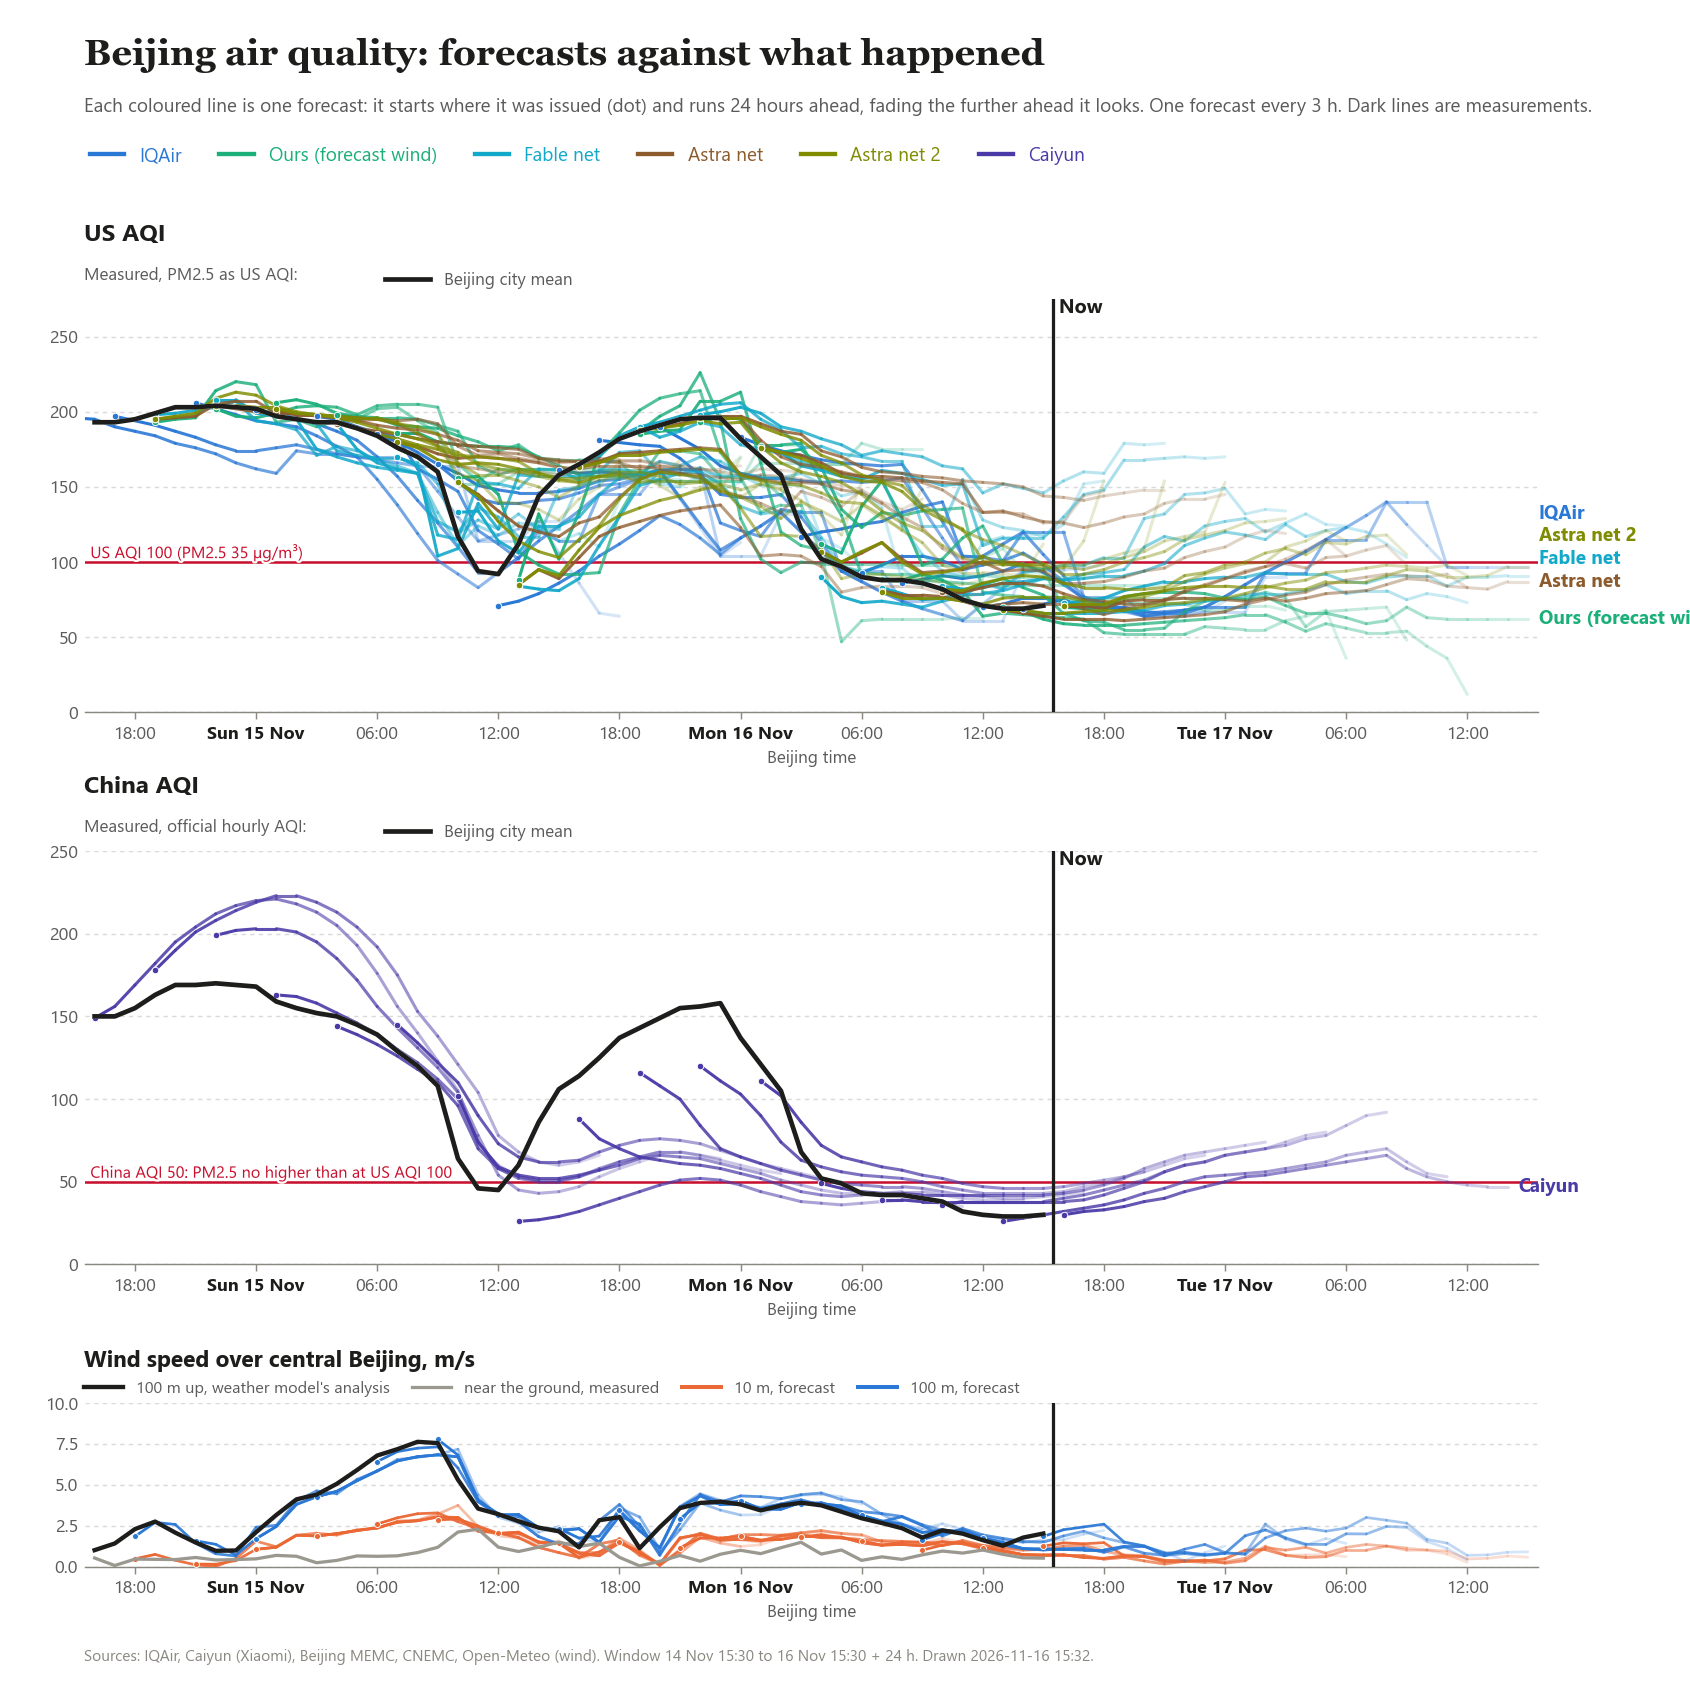 Beijing air quality: forecasts against what happened
Each coloured line is one forecast: it starts where it was issued (dot) and runs 24 hours ahead, fading the further ahead it looks. One forecast every 3 h. Dark lines are measurements.
IQAir Ours (forecast wind) Fable net Astra net Astra net 2 Caiyun
US AQI
Measured, PM2.5 as US AQI: Beijing city mean
Now
250
200
150
100
50
0
US AQI 100 (PM2.5 35 µg/m³)
IQAir
Astra net 2
Fable net
Astra net
Ours (forecast wi
18:00 Sun 15 Nov 06:00 12:00 18:00 Mon 16 Nov 06:00 12:00 18:00 Tue 17 Nov 06:00 12:00
Beijing time
China AQI
Measured, official hourly AQI: Beijing city mean
Now
250
200
150
100
50
0
China AQI 50: PM2.5 no higher than at US AQI 100
Caiyun
18:00 Sun 15 Nov 06:00 12:00 18:00 Mon 16 Nov 06:00 12:00 18:00 Tue 17 Nov 06:00 12:00
Beijing time
Wind speed over central Beijing, m/s
100 m up, weather model's analysis near the ground, measured 10 m, forecast 100 m, forecast
10.0
7.5
5.0
2.5
0.0
18:00 Sun 15 Nov 06:00 12:00 18:00 Mon 16 Nov 06:00 12:00 18:00 Tue 17 Nov 06:00 12:00
Beijing time
Sources: IQAir, Caiyun (Xiaomi), Beijing MEMC, CNEMC, Open-Meteo (wind). Window 14 Nov 15:30 to 16 Nov 15:30 + 24 h. Drawn 2026-11-16 15:32.